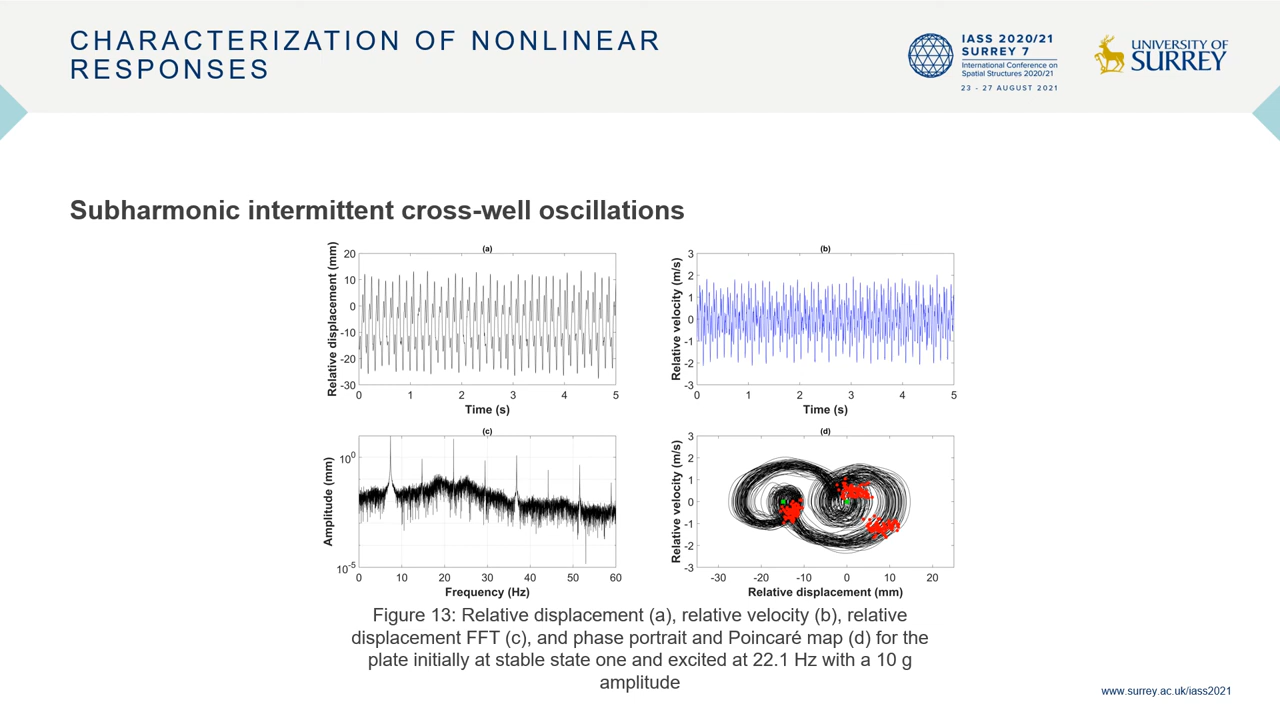 CHARACTERIZATION OF NONLINEAR
RESPONSES
IASS 2020/21
SURREY 7
International Conference on
Spatial Structures 2020/21
23 - 27 AUGUST 2021
UNIVERSITY OF
SURREY
Subharmonic intermittent cross-well oscillations
(a)
Relative displacement (mm)
20
10
0
-10
-20
-30
0 1 2 3 4 5
Time (s)
(b)
Relative velocity (m/s)
3
2
1
0
-1
-2
-3
0 1 2 3 4 5
Time (s)
(c)
Amplitude (mm)
10^0
10^-5
0 10 20 30 40 50 60
Frequency (Hz)
(d)
Relative velocity (m/s)
3
2
1
0
-1
-2
-3
-30 -20 -10 0 10 20
Relative displacement (mm)
Figure 13: Relative displacement (a), relative velocity (b), relative
displacement FFT (c), and phase portrait and Poincaré map (d) for the
plate initially at stable state one and excited at 22.1 Hz with a 10 g
amplitude
www.surrey.ac.uk/iass2021